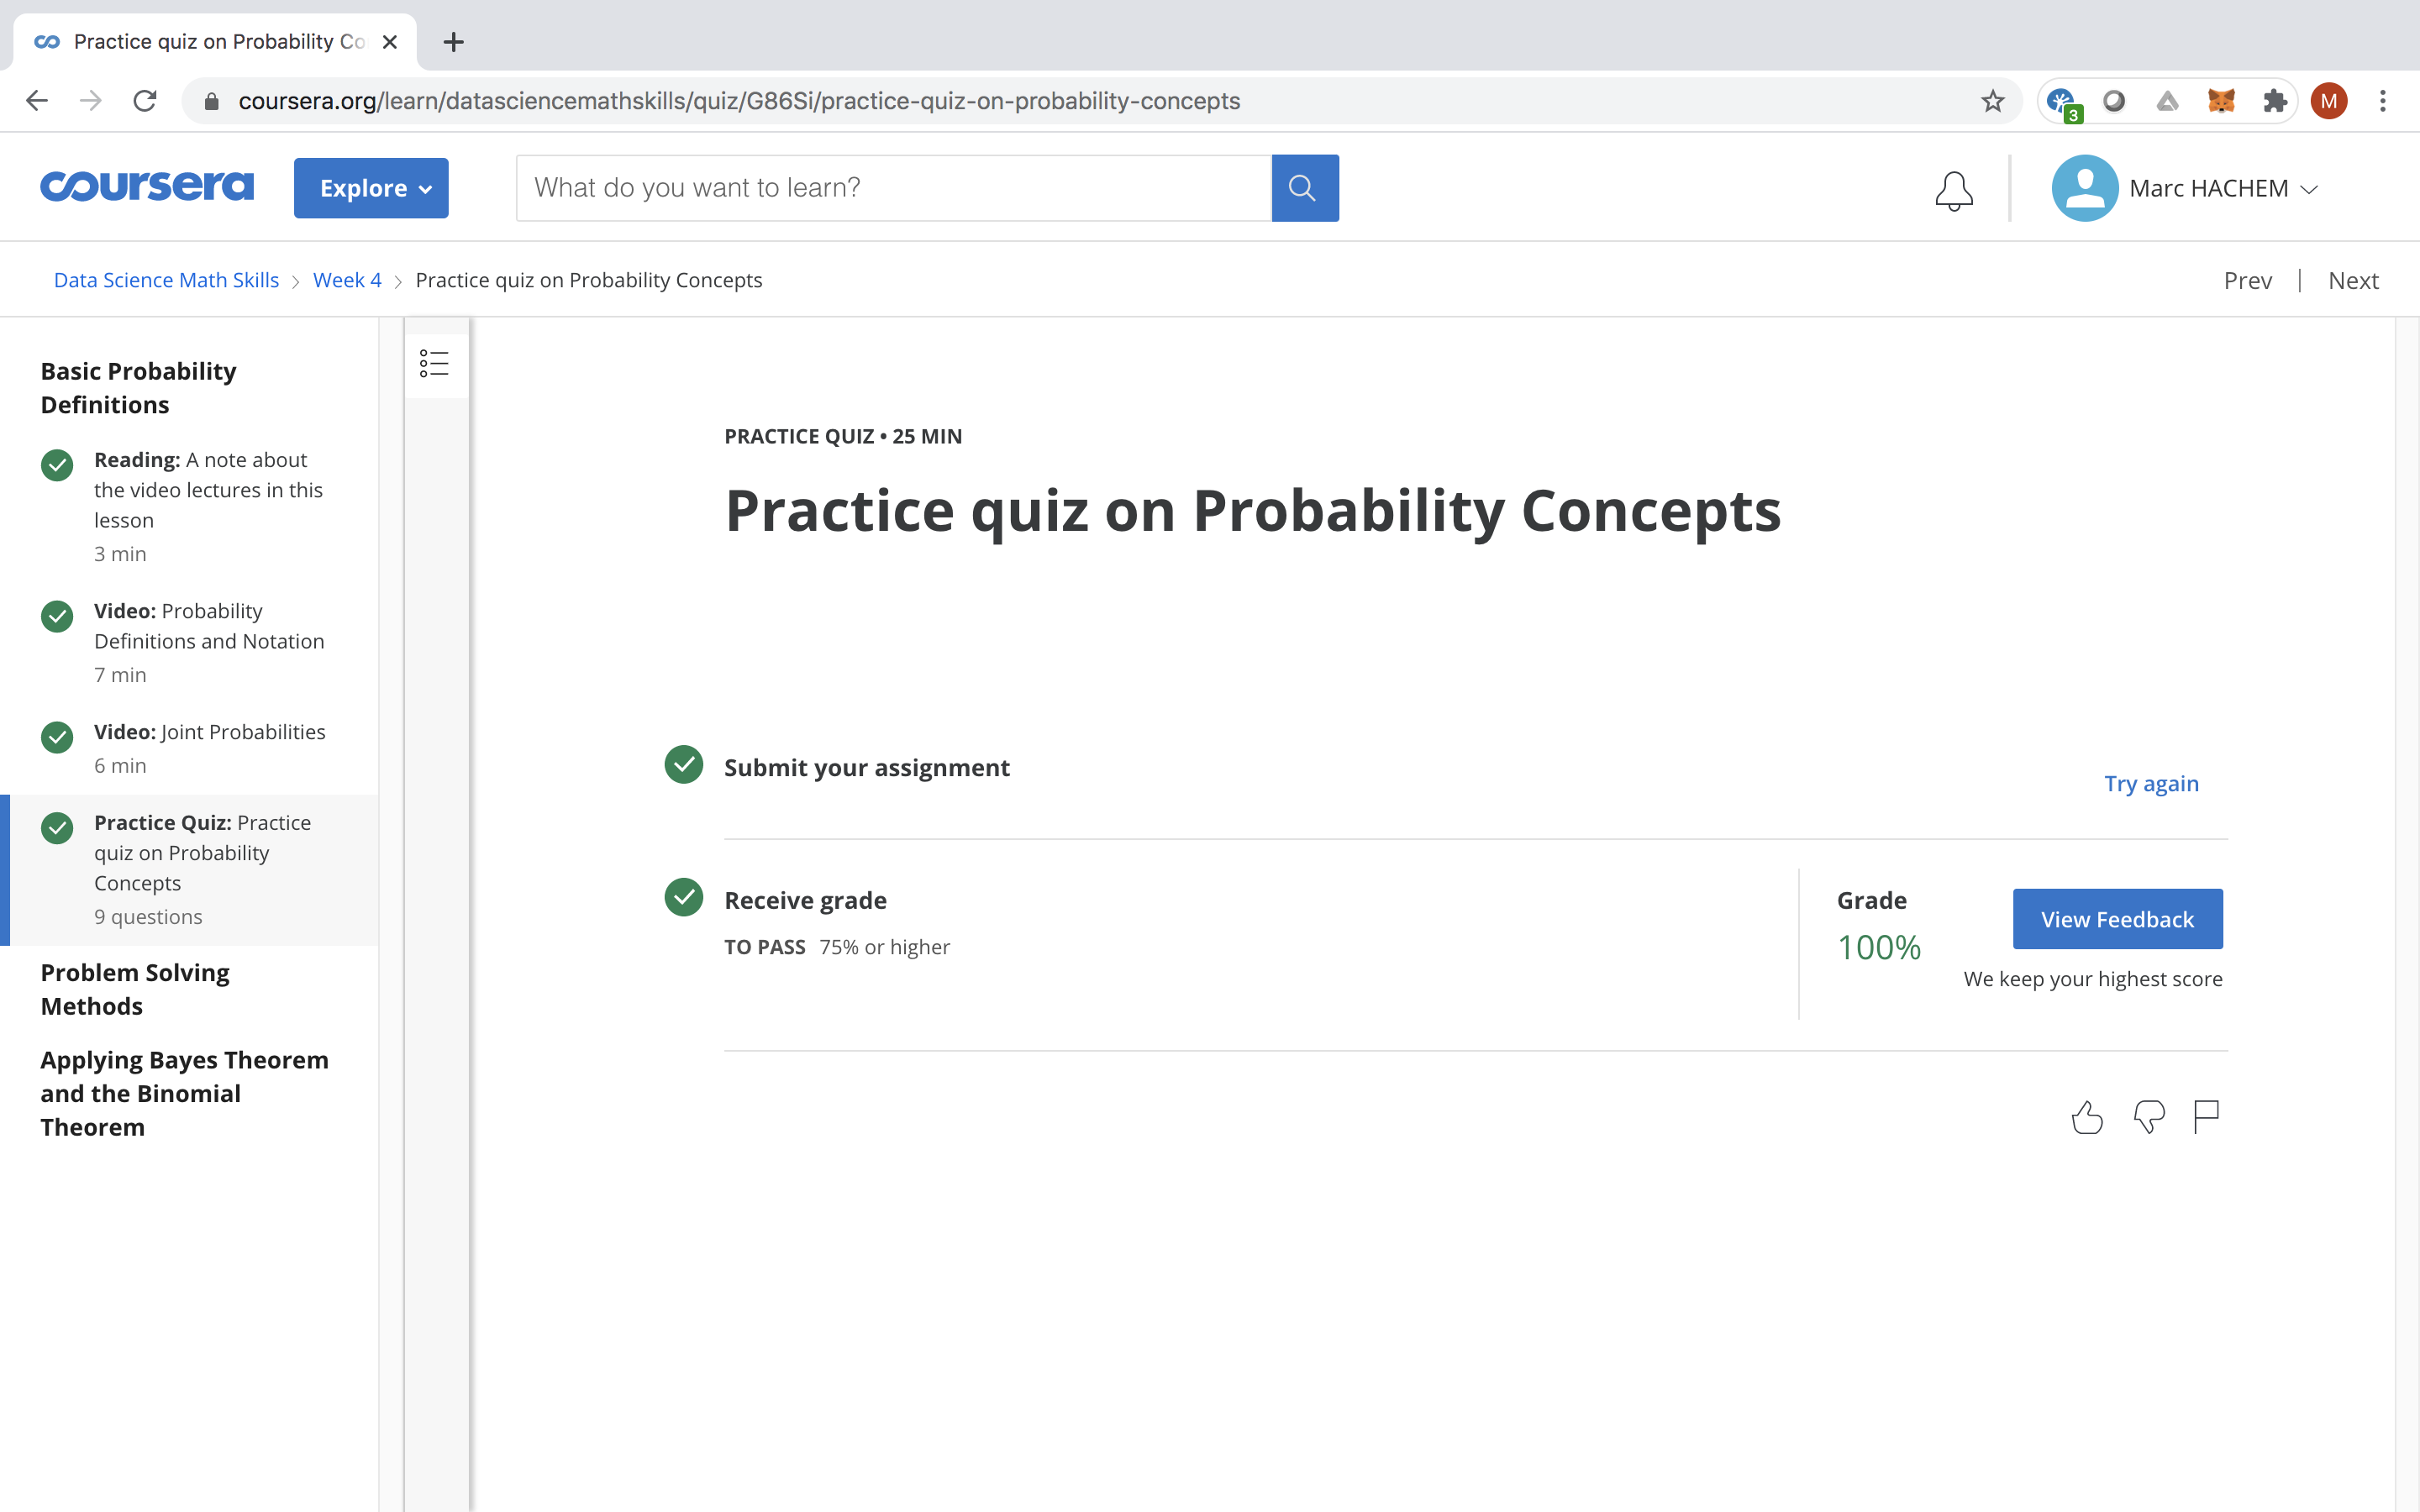 Practice quiz on Probability Co
coursera.org/learn/datasciencemathskills/quiz/G86Si/practice-quiz-on-probability-concepts
3
M
coursera
Explore
What do you want to learn?
Marc HACHEM
Data Science Math Skills
Week 4
Practice quiz on Probability Concepts
Prev | Next
Basic Probability
Definitions
Reading: A note about
the video lectures in this
lesson
3 min
Video: Probability
Definitions and Notation
7 min
Video: Joint Probabilities
6 min
Practice Quiz: Practice
quiz on Probability
Concepts
9 questions
Problem Solving
Methods
Applying Bayes Theorem
and the Binomial
Theorem
PRACTICE QUIZ • 25 MIN
Practice quiz on Probability Concepts
Submit your assignment
Try again
Receive grade
TO PASS 75% or higher
Grade
100%
View Feedback
We keep your highest score